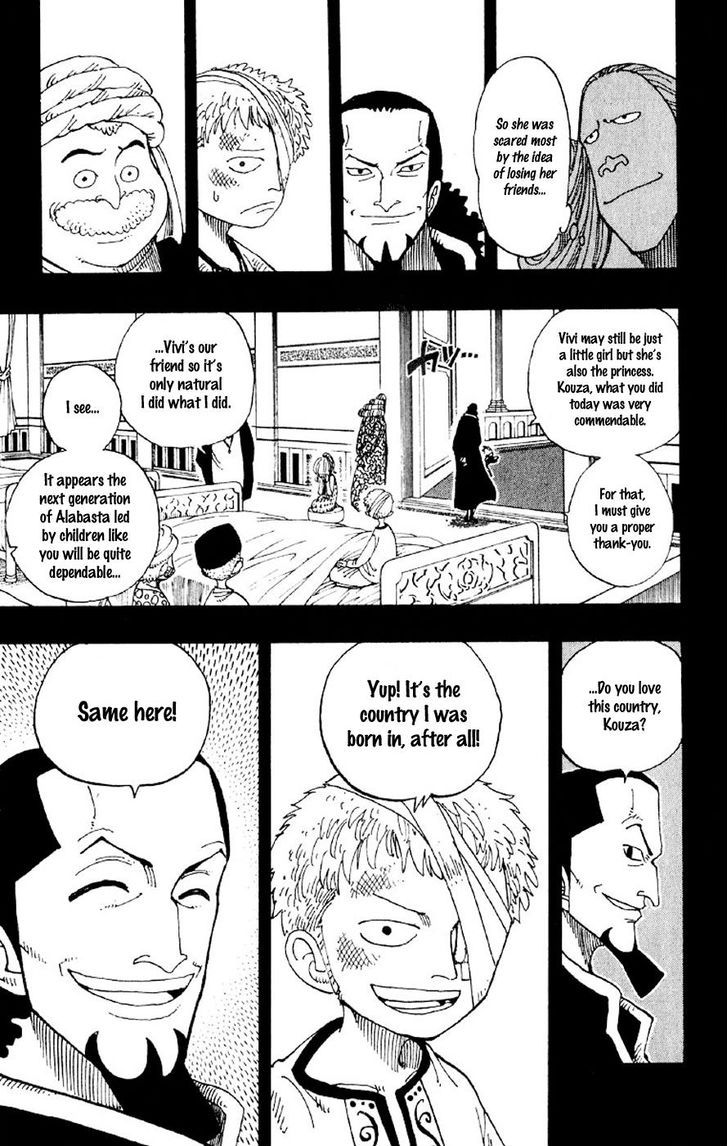 So she was
scared most
by the idea
of losing her
friends...
Vivi may still be just
a little girl but she's
also the princess.
Kouza, what you did
today was very
commendable.
For that,
I must give
you a proper
thank-you.
カツ...
...Vivi's our
friend so it's
only natural
I did what I did.
I see...
It appears the
next generation
of Alabasta led
by children like
you will be quite
dependable...
...Do you love
this country,
Kouza?
Yup! It's the
country I was
born in, after all!
Same here!